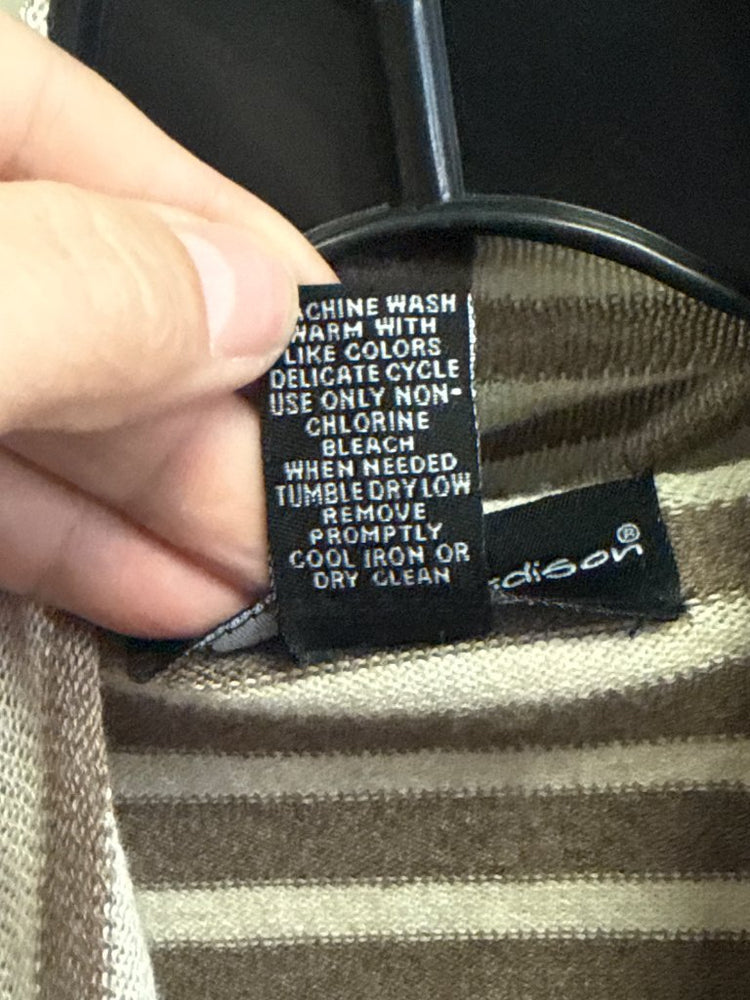 ACHINE WASH
WARM WITH
LIKE COLORS
DELICATE CYCLE
USE ONLY NON-
CHLORINE
BLEACH
WHEN NEEDED
TUMBLE DRY LOW
REMOVE
PROMPTLY
COOL IRON OR
DRY CLEAN
dison®